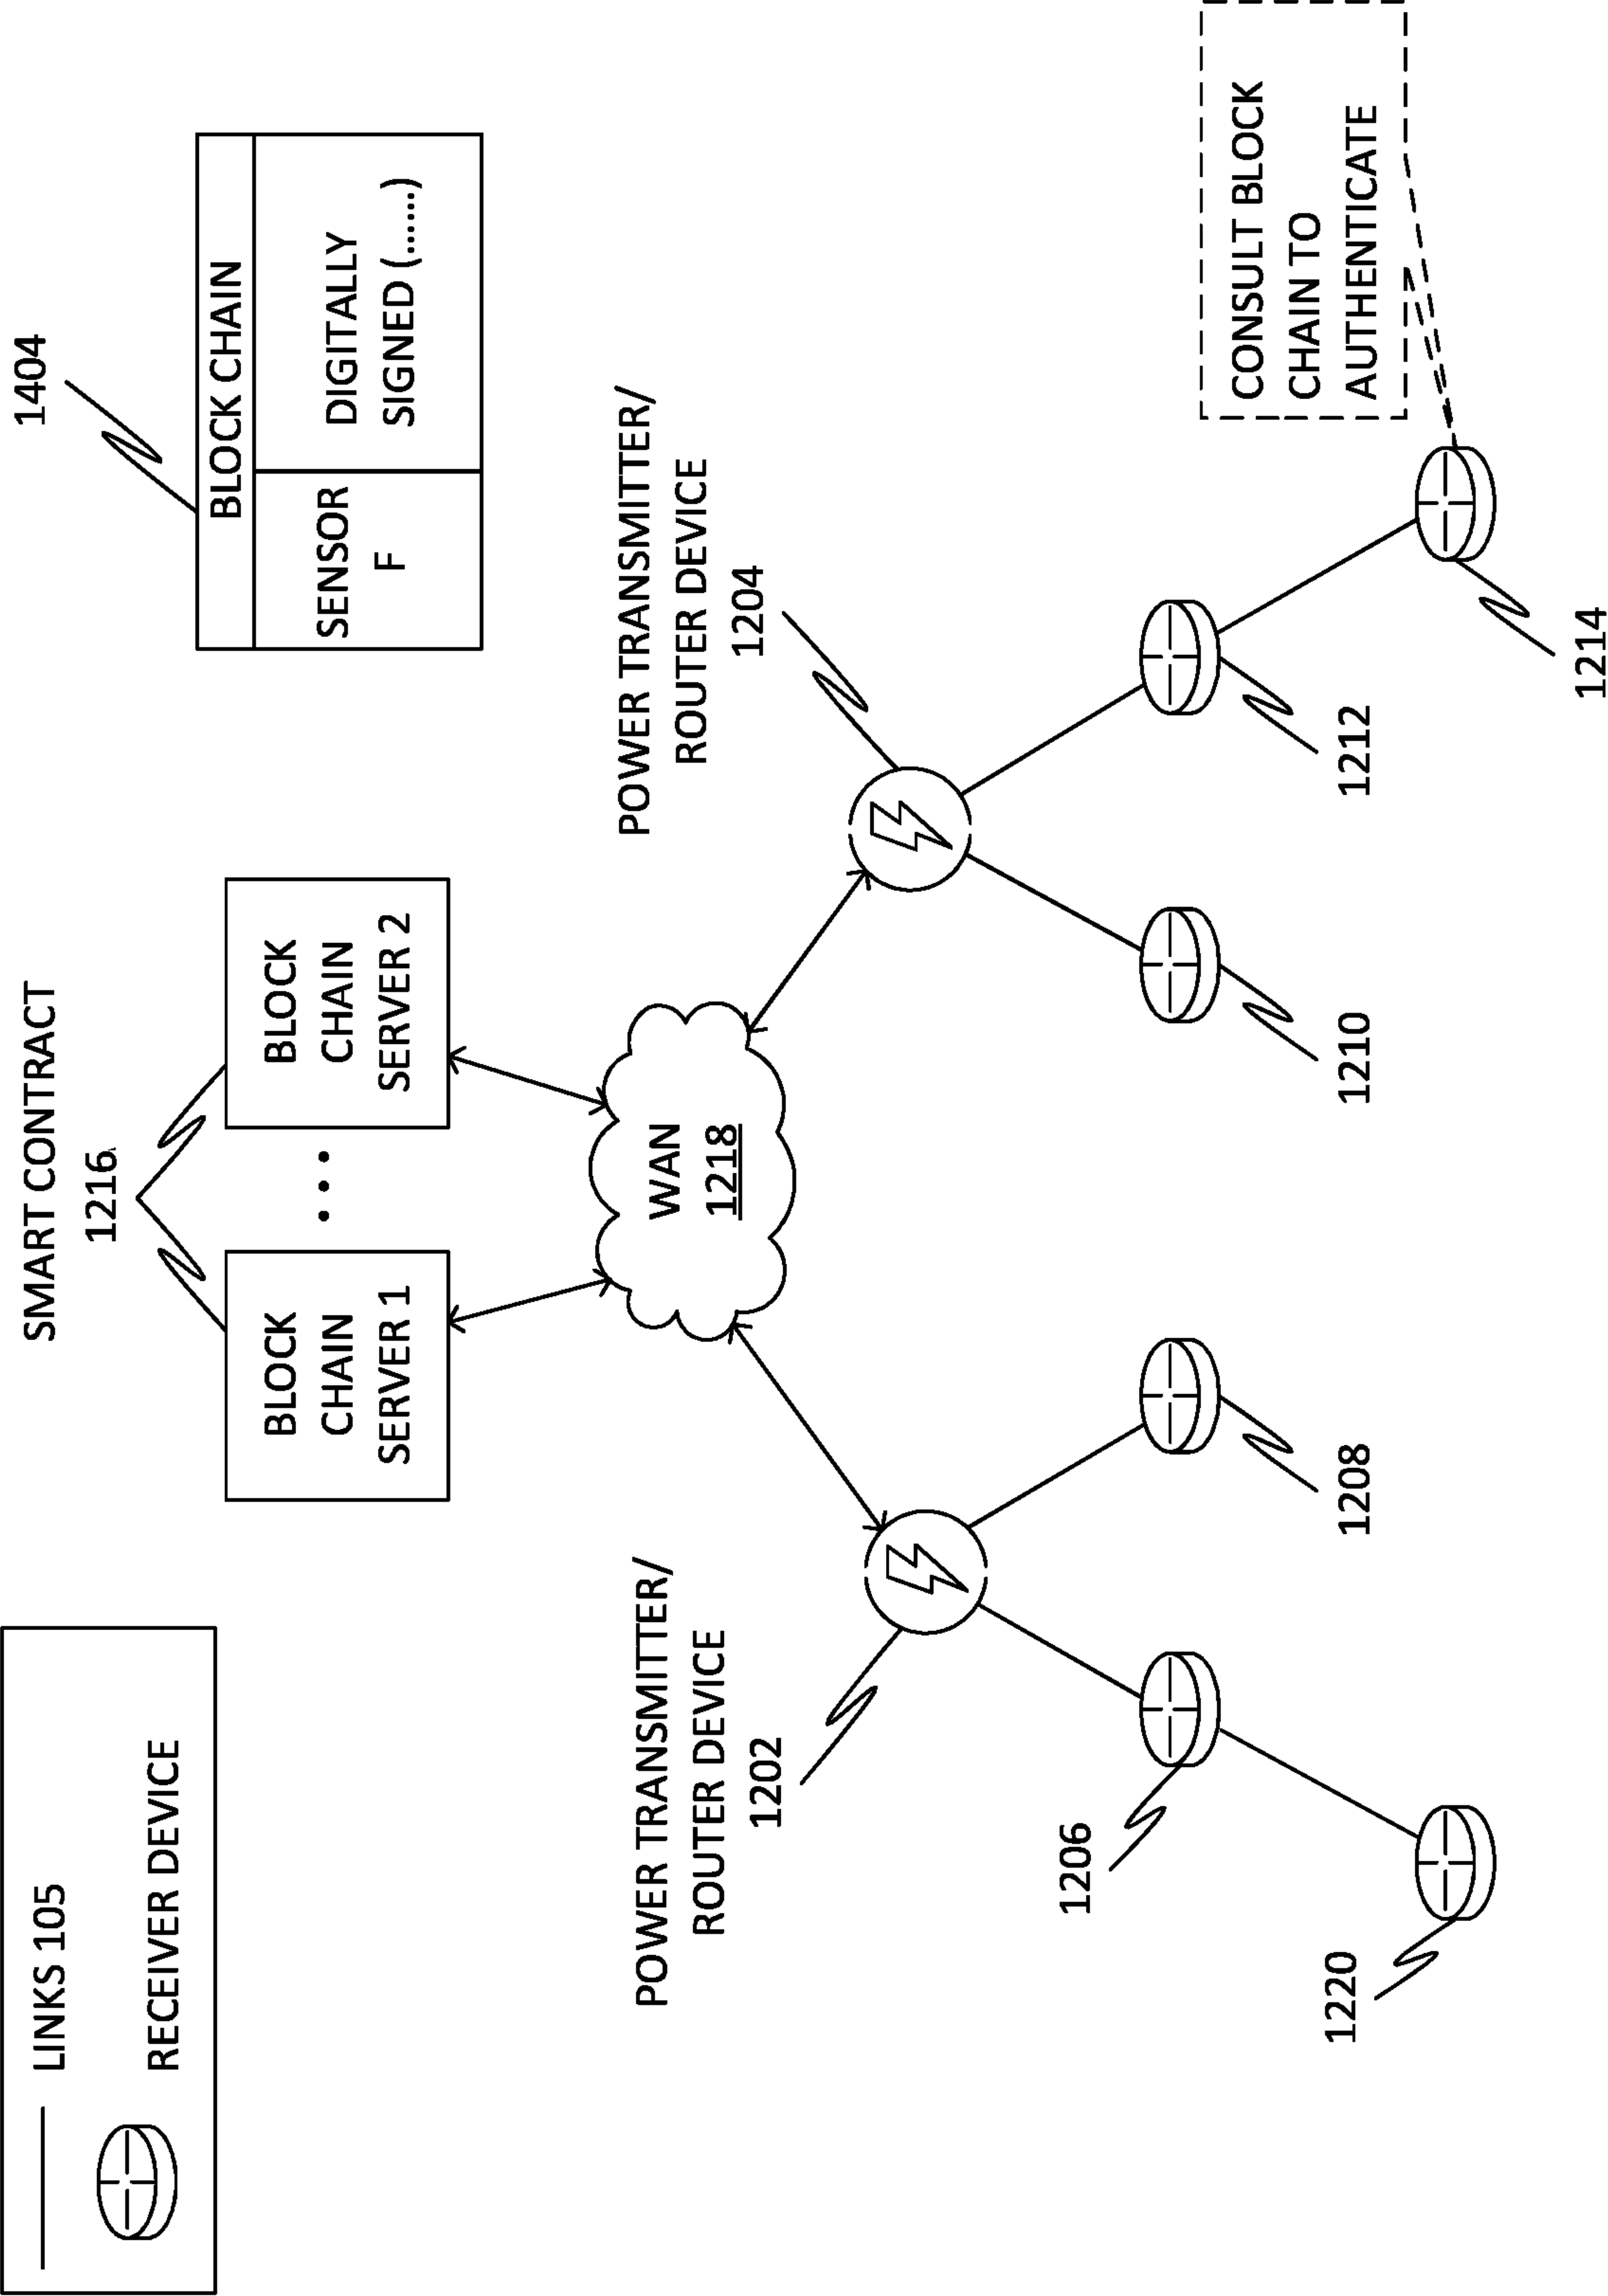 LINKS 105
RECEIVER DEVICE
SMART CONTRACT
1216
BLOCK
CHAIN
SERVER 1
...
BLOCK
CHAIN
SERVER 2
1404
BLOCK CHAIN
SENSOR
F
DIGITALLY
SIGNED (......)
WAN
1218
POWER TRANSMITTER/
ROUTER DEVICE
1202
POWER TRANSMITTER/
ROUTER DEVICE
1204
1206
1208
1210
1212
1220
1214
CONSULT BLOCK
CHAIN TO
AUTHENTICATE